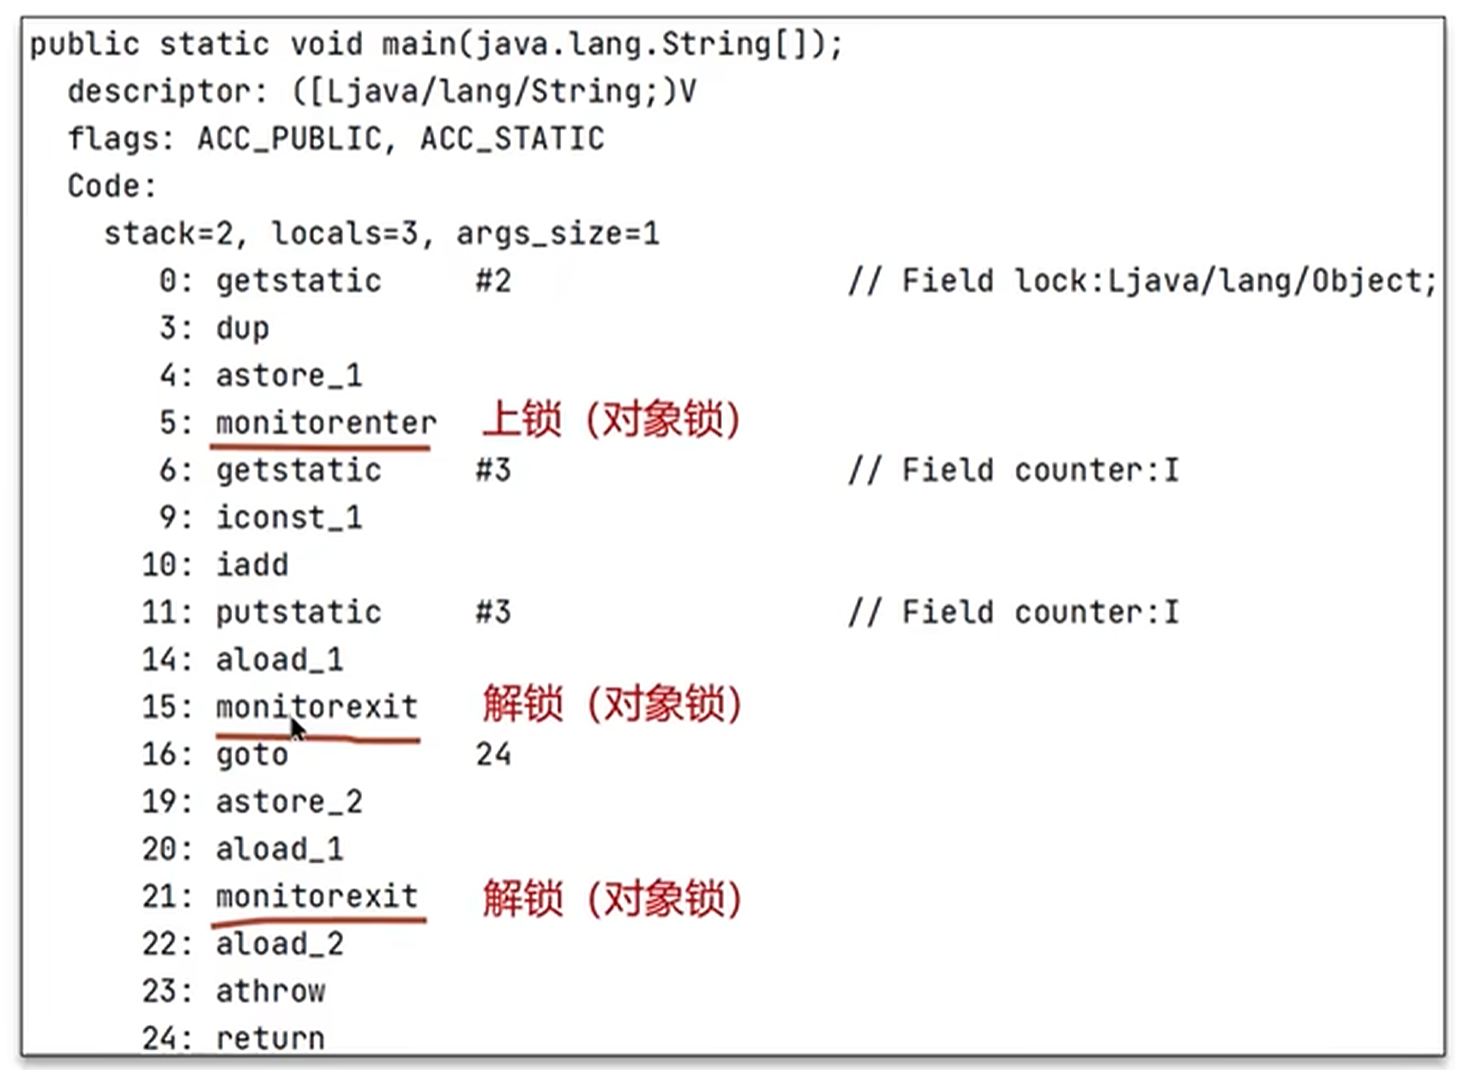 public static void main(java.lang.String[]);
descriptor: ([Ljava/lang/String;)V
flags: ACC_PUBLIC, ACC_STATIC
Code:
stack=2, locals=3, args_size=1
0: getstatic #2 // Field lock:Ljava/lang/Object;
3: dup
4: astore_1
5: monitorenter 上锁（对象锁）
6: getstatic #3 // Field counter:I
9: iconst_1
10: iadd
11: putstatic #3 // Field counter:I
14: aload_1
15: monitorexit 解锁（对象锁）
16: goto 24
19: astore_2
20: aload_1
21: monitorexit 解锁（对象锁）
22: aload_2
23: athrow
24: return